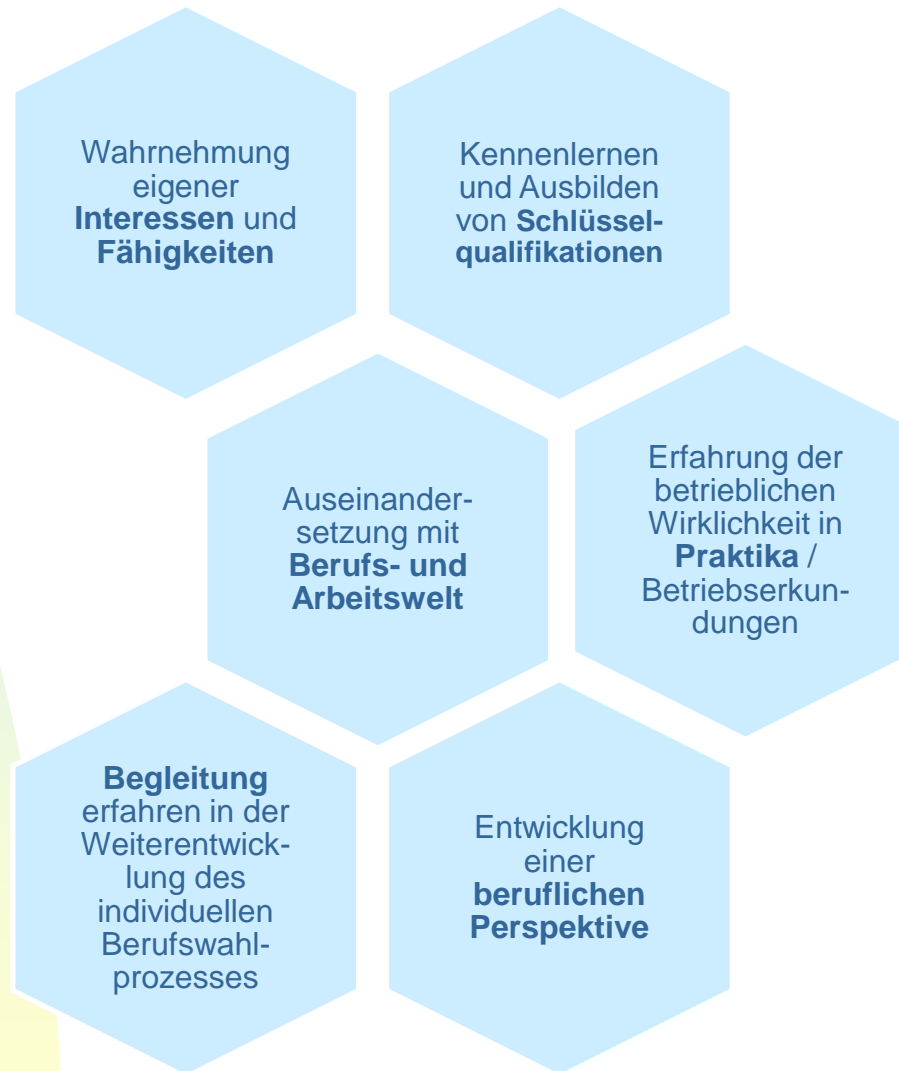 Wahrnehmung
eigener
Interessen und
Fähigkeiten
Kennenlernen
und Ausbilden
von Schlüssel-
qualifikationen
Auseinander-
setzung mit
Berufs- und
Arbeitswelt
Erfahrung der
betrieblichen
Wirklichkeit in
Praktika /
Betriebserkun-
dungen
Begleitung
erfahren in der
Weiterentwick-
lung des
individuellen
Berufswahl-
prozesses
Entwicklung
einer
beruflichen
Perspektive